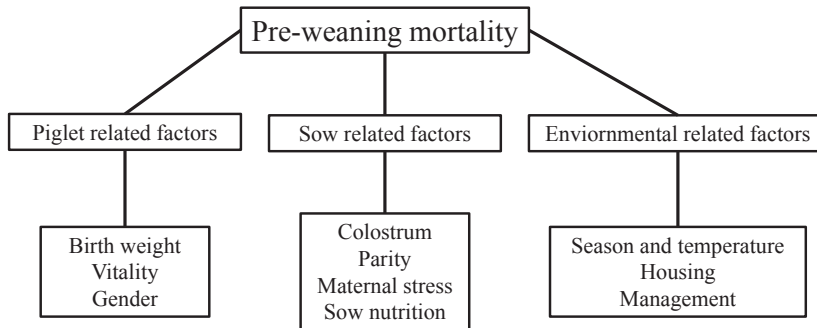 Pre-weaning mortality
Piglet related factors
Sow related factors
Enviornmental related factors
Birth weight
Vitality
Gender
Colostrum
Parity
Maternal stress
Sow nutrition
Season and temperature
Housing
Management